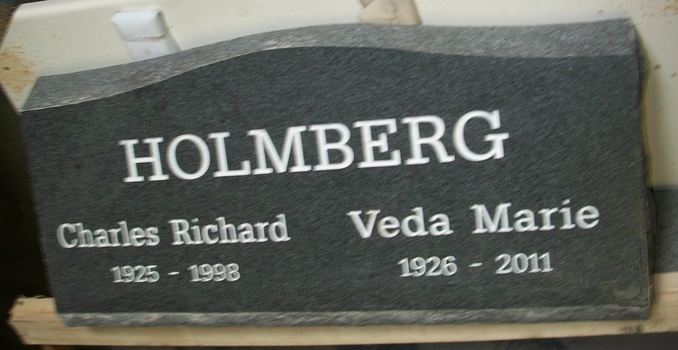 HOLMBERG
Charles Richard Veda Marie
1925 - 1998 1926 - 2011